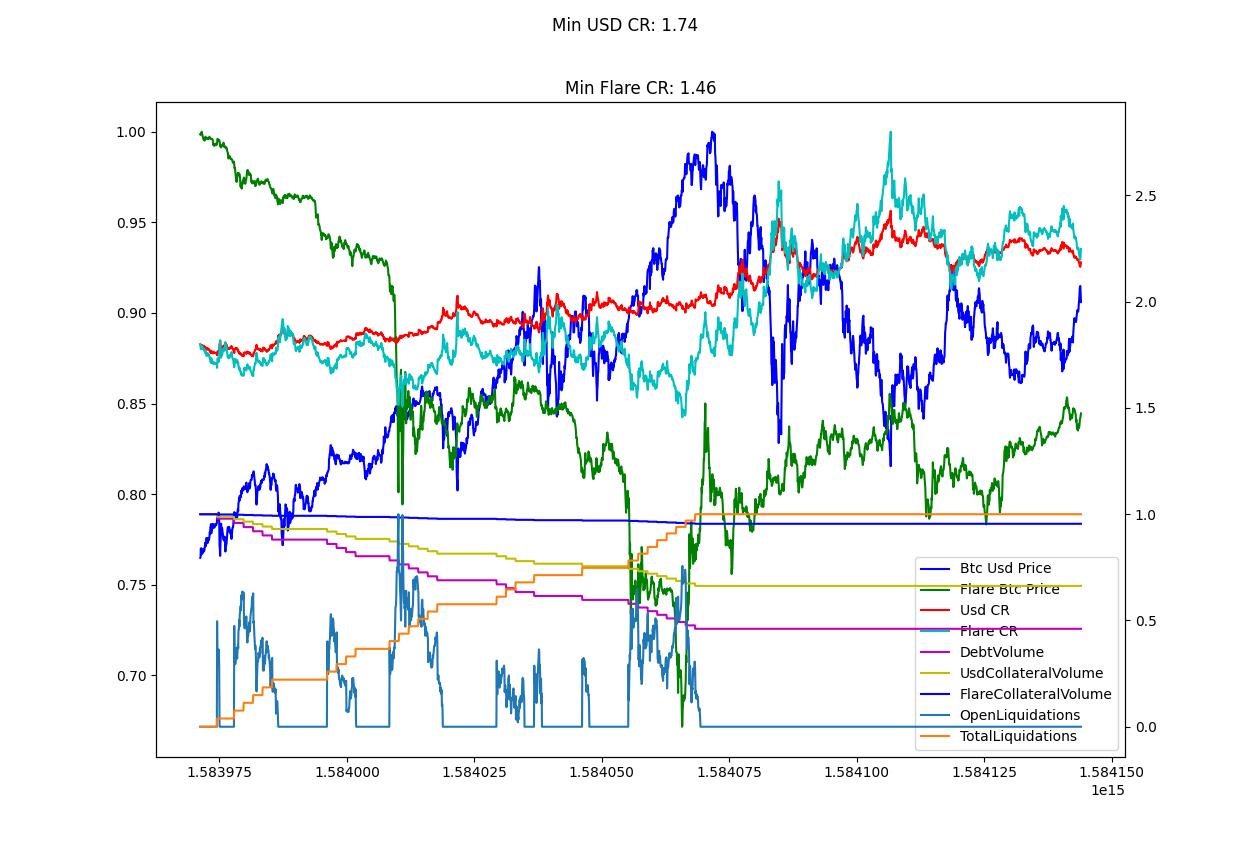 Min USD CR: 1.74
Min Flare CR: 1.46
1.00
0.95
0.90
0.85
0.80
0.75
0.70
2.5
2.0
1.5
1.0
0.5
0.0
Btc Usd Price
Flare Btc Price
Usd CR
Flare CR
DebtVolume
UsdCollateralVolume
FlareCollateralVolume
OpenLiquidations
TotalLiquidations
1.583975 1.584000 1.584025 1.584050 1.584075 1.584100 1.584125 1.584150
1e15